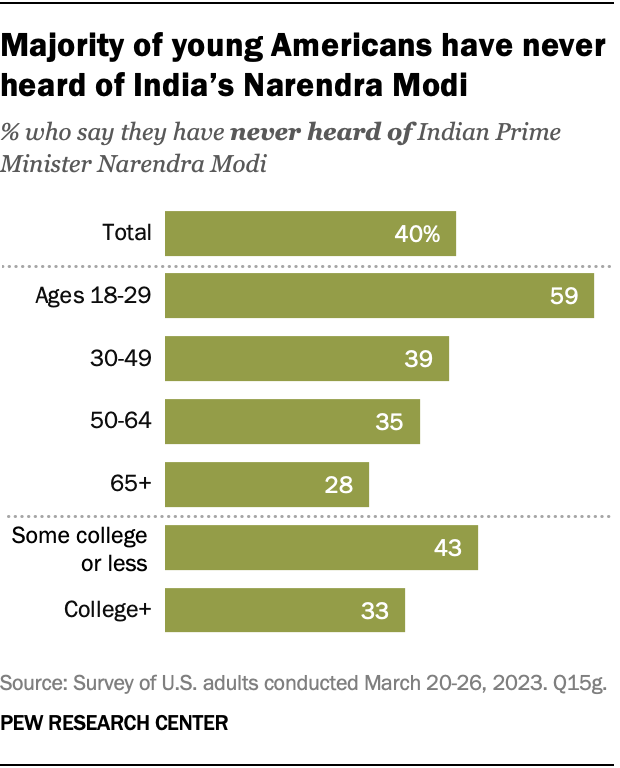 Majority of young Americans have never
heard of India’s Narendra Modi
% who say they have never heard of Indian Prime
Minister Narendra Modi
Total 40%
Ages 18-29 59
30-49 39
50-64 35
65+ 28
Some college
or less 43
College+ 33
Source: Survey of U.S. adults conducted March 20-26, 2023. Q15g.
PEW RESEARCH CENTER